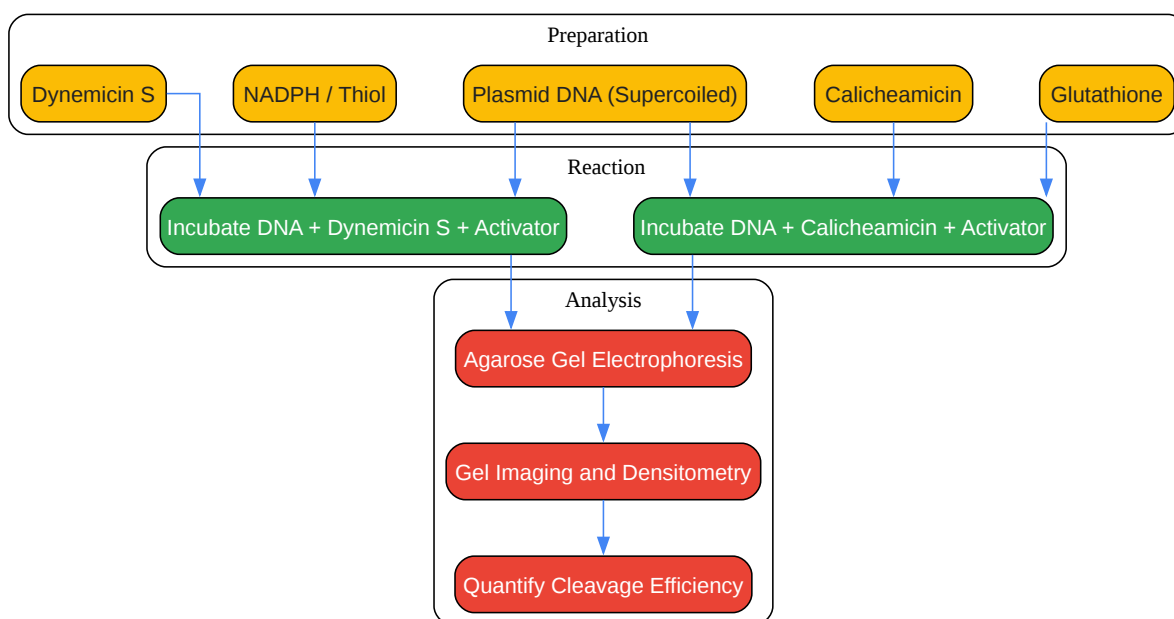 Preparation
Dynemicin S
NADPH / Thiol
Plasmid DNA (Supercoiled)
Calicheamicin
Glutathione
Reaction
Incubate DNA + Dynemicin S + Activator
Incubate DNA + Calicheamicin + Activator
Analysis
Agarose Gel Electrophoresis
Gel Imaging and Densitometry
Quantify Cleavage Efficiency